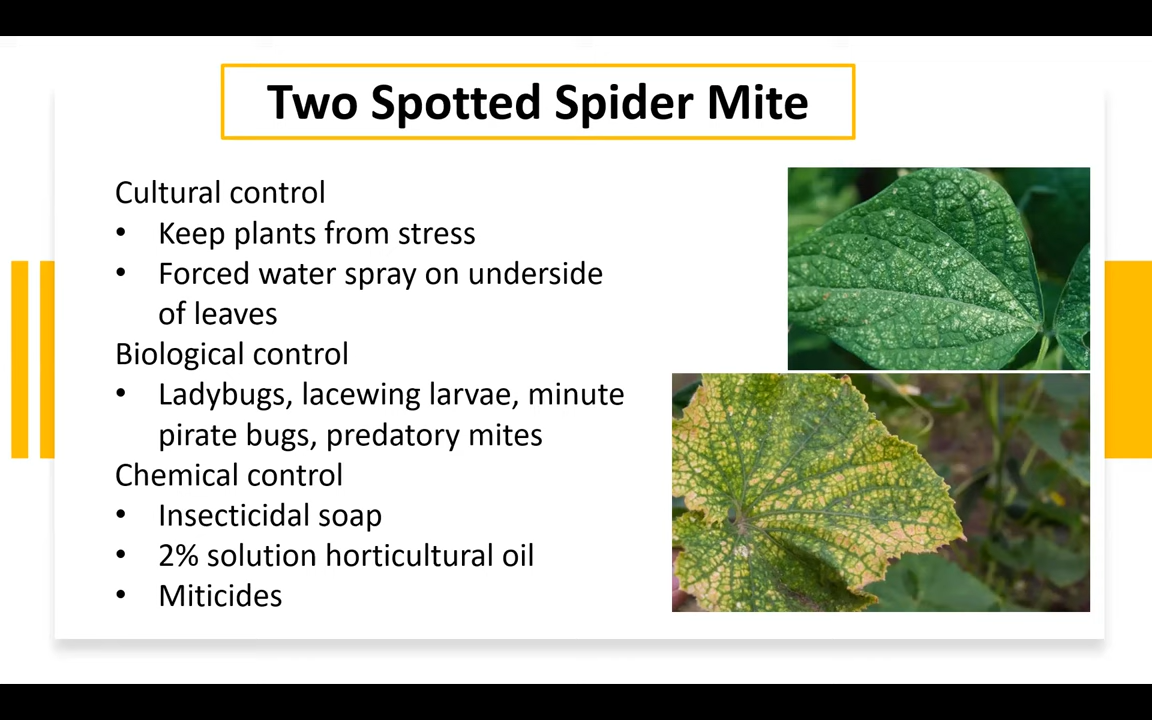 Two Spotted Spider Mite
Cultural control
• Keep plants from stress
• Forced water spray on underside
of leaves
Biological control
• Ladybugs, lacewing larvae, minute
pirate bugs, predatory mites
Chemical control
• Insecticidal soap
• 2% solution horticultural oil
• Miticides